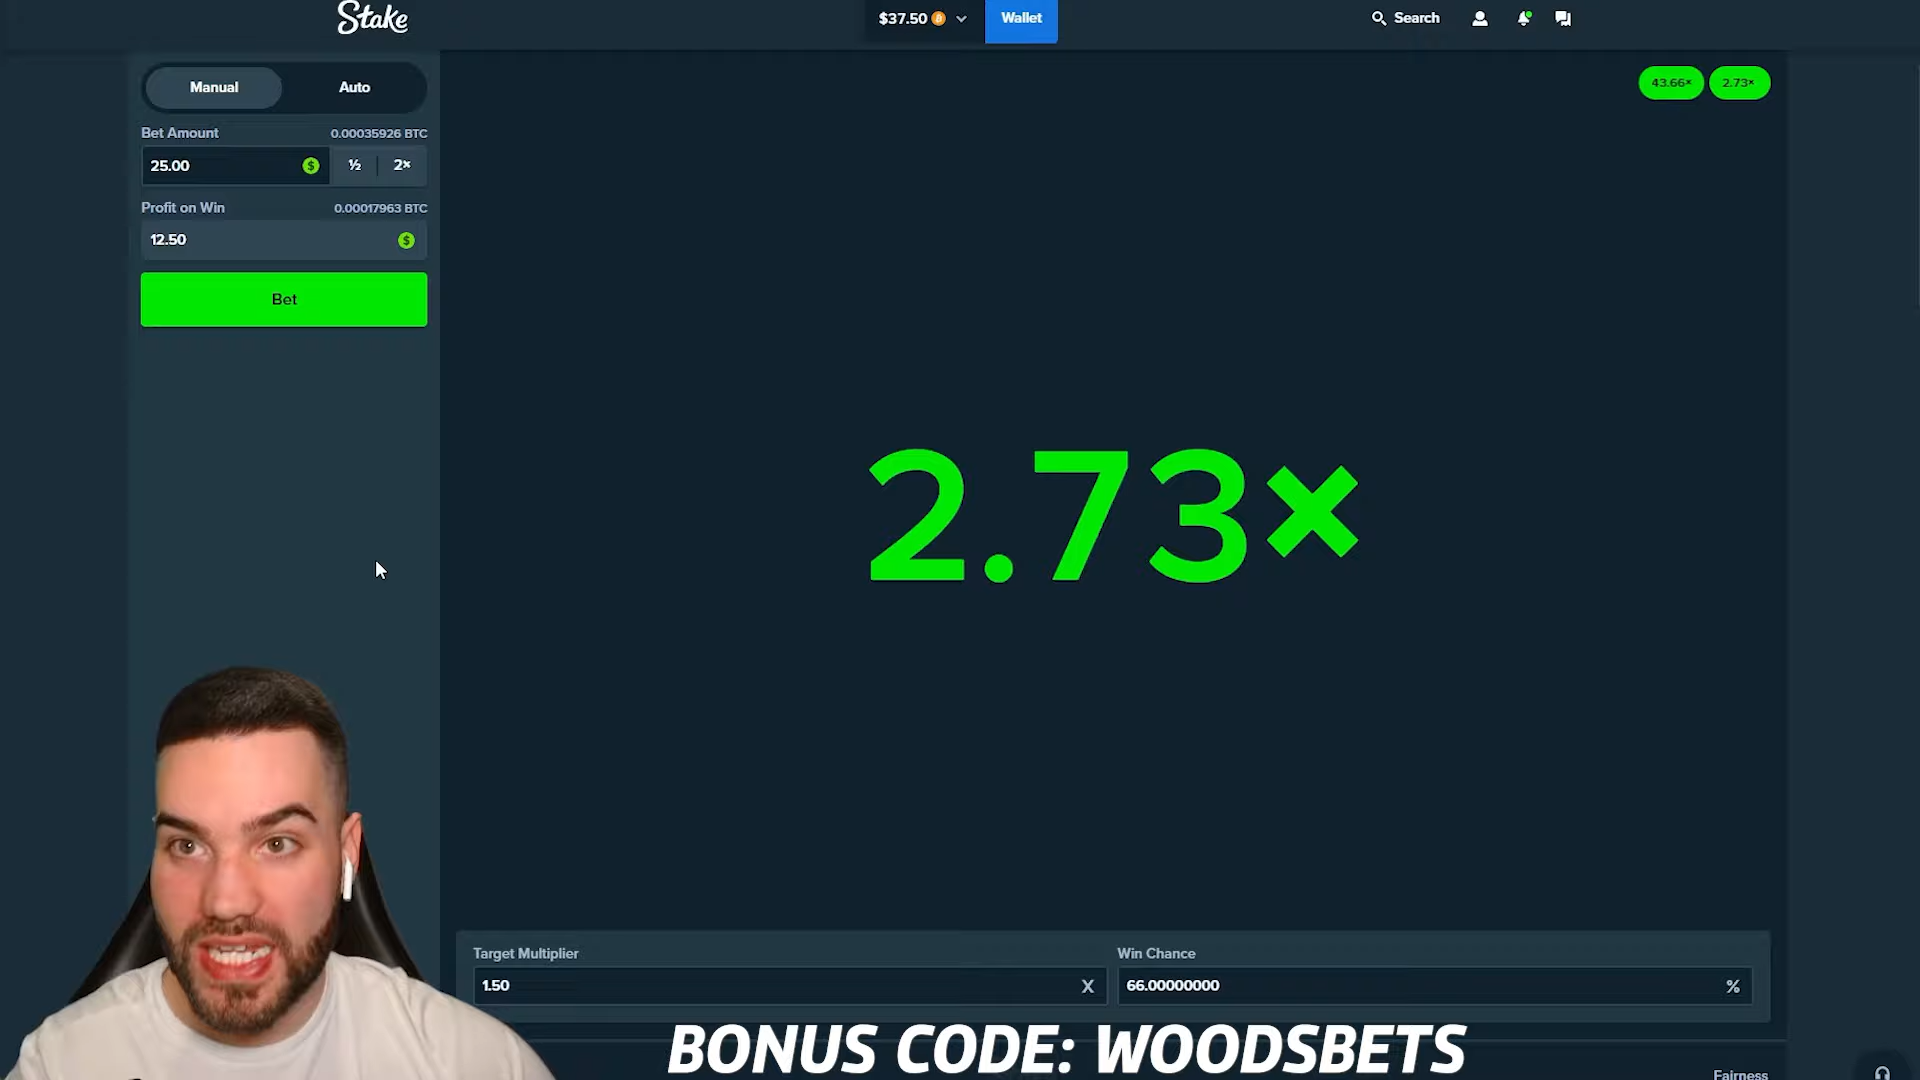 Stake
$37.50
Wallet
Search
Manual
Auto
43.66×
2.73×
Bet Amount
0.00035926 BTC
25.00
$
½
2×
Profit on Win
0.00017963 BTC
12.50
$
Bet
2.73×
Target Multiplier
Win Chance
1.50
X
66.00000000
%
BONUS CODE: WOODSBETS
Fairness